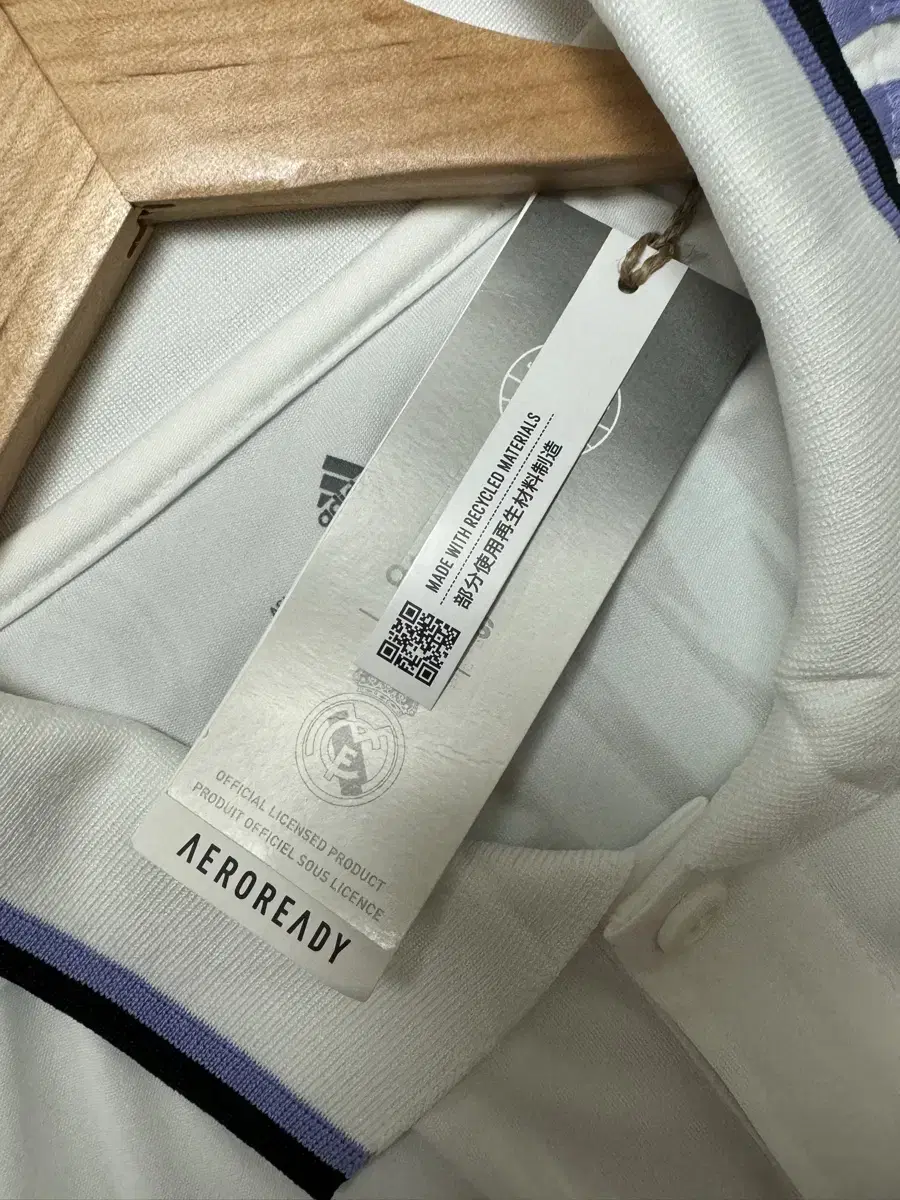 MADE WITH RECYCLED MATERIALS
部分使用再生材料制造
OFFICIAL LICENSED PRODUCT
PRODUIT OFFICIEL SOUS LICENCE
AEROREADY